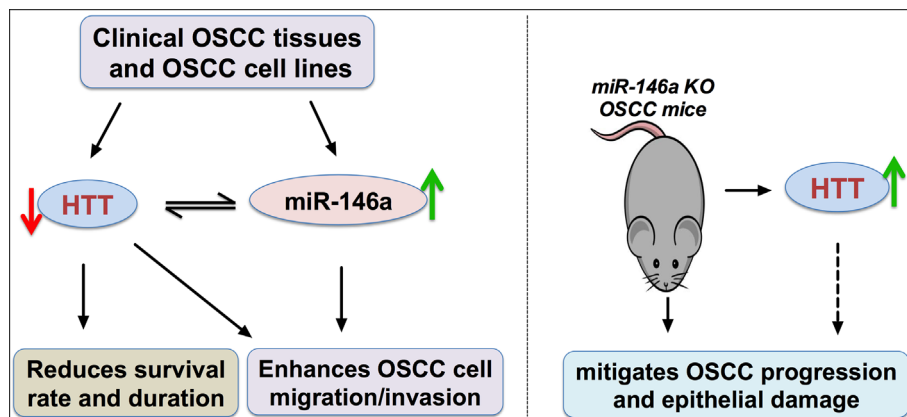 Clinical OSCC tissues
and OSCC cell lines
HTT
miR-146a
Reduces survival
rate and duration
Enhances OSCC cell
migration/invasion
miR-146a KO
OSCC mice
HTT
mitigates OSCC progression
and epithelial damage